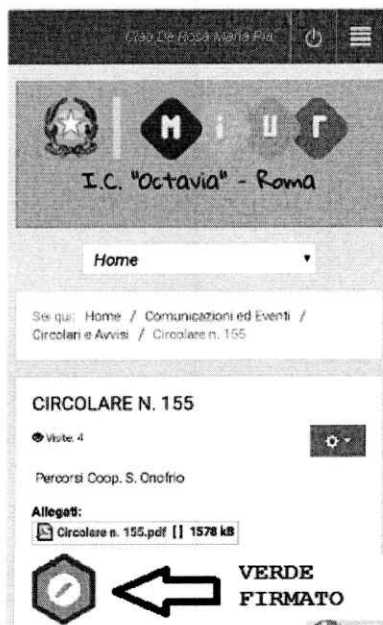 Ciao De Rosa Maria Pia
M i U r
I.C. "Octavia" - Roma
Home
Sei qui: Home / Comunicazioni ed Eventi /
Circolari e Avvisi / Circolare n. 155
CIRCOLARE N. 155
Visite: 4
Percorsi Coop. S. Onofrio
Allegati:
Circolare n. 155.pdf [] 1578 kB
VERDE
FIRMATO